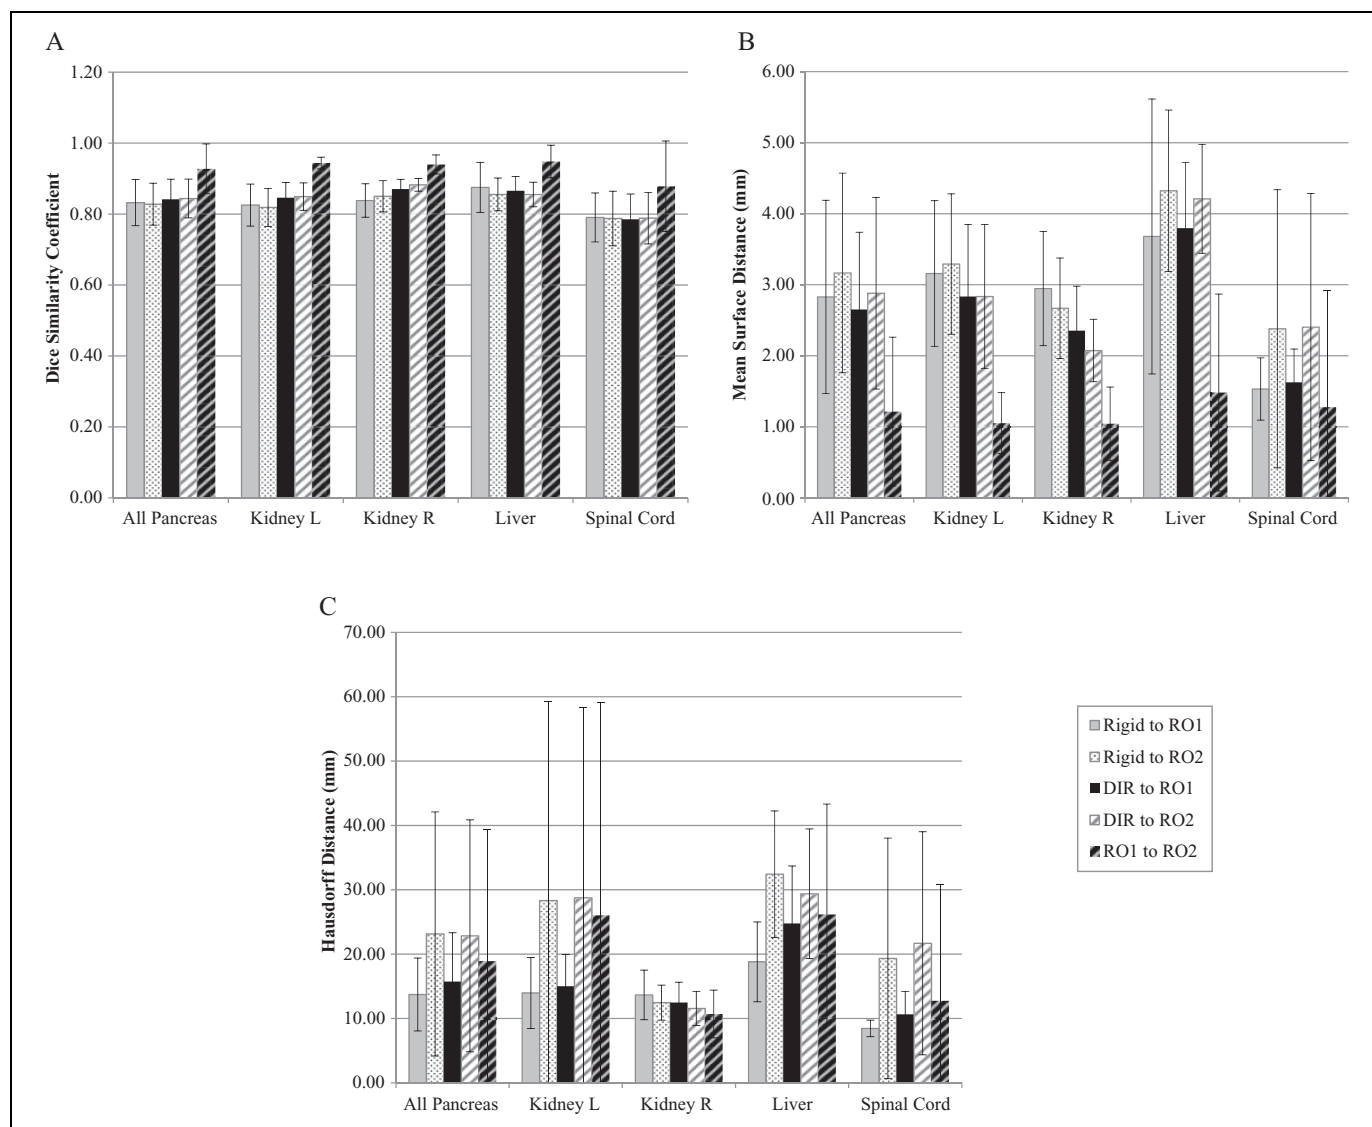 A
Dice Similarity Coefficient
1.20
1.00
0.80
0.60
0.40
0.20
0.00
All Pancreas Kidney L Kidney R Liver Spinal Cord
B
Mean Surface Distance (mm)
6.00
5.00
4.00
3.00
2.00
1.00
0.00
All Pancreas Kidney L Kidney R Liver Spinal Cord
C
Hausdorff Distance (mm)
70.00
60.00
50.00
40.00
30.00
20.00
10.00
0.00
All Pancreas Kidney L Kidney R Liver Spinal Cord
Rigid to RO1
Rigid to RO2
DIR to RO1
DIR to RO2
RO1 to RO2